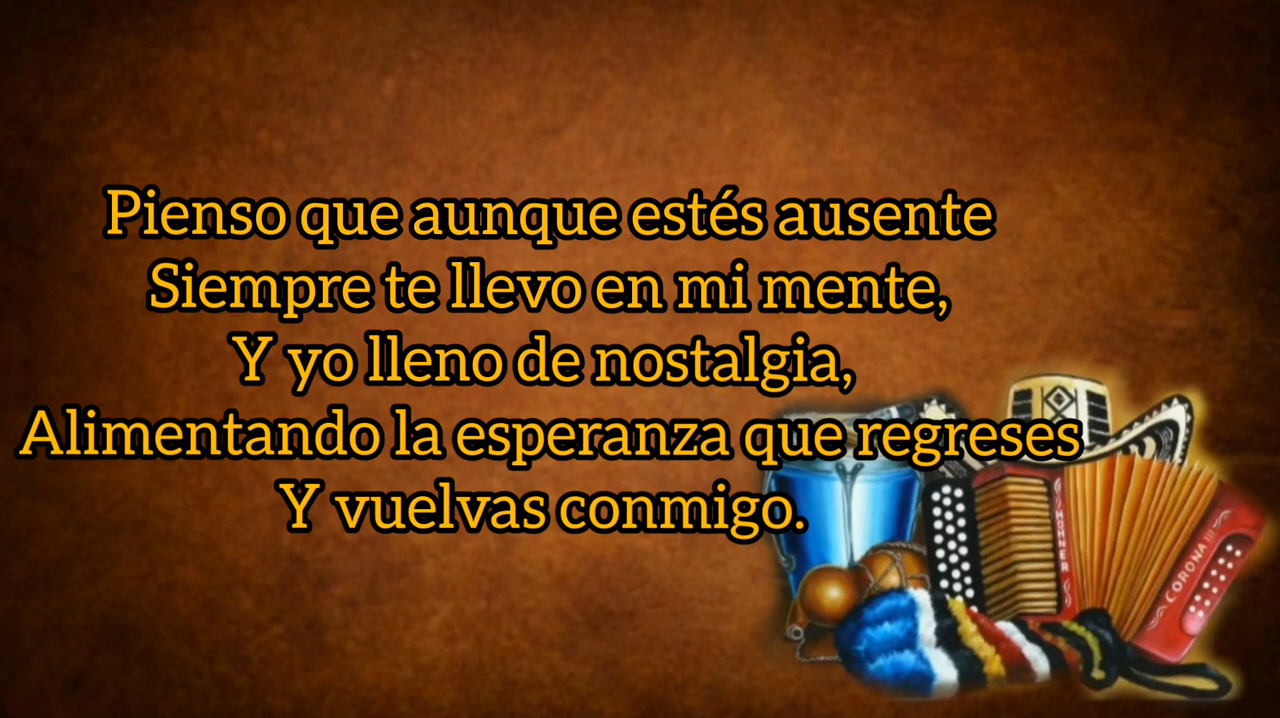 Pienso que aunque estés ausente
Siempre te llevo en mi mente,
Y yo lleno de nostalgia,
Alimentando la esperanza que regreses
Y vuelvas conmigo.
HOHNER
CORONA III